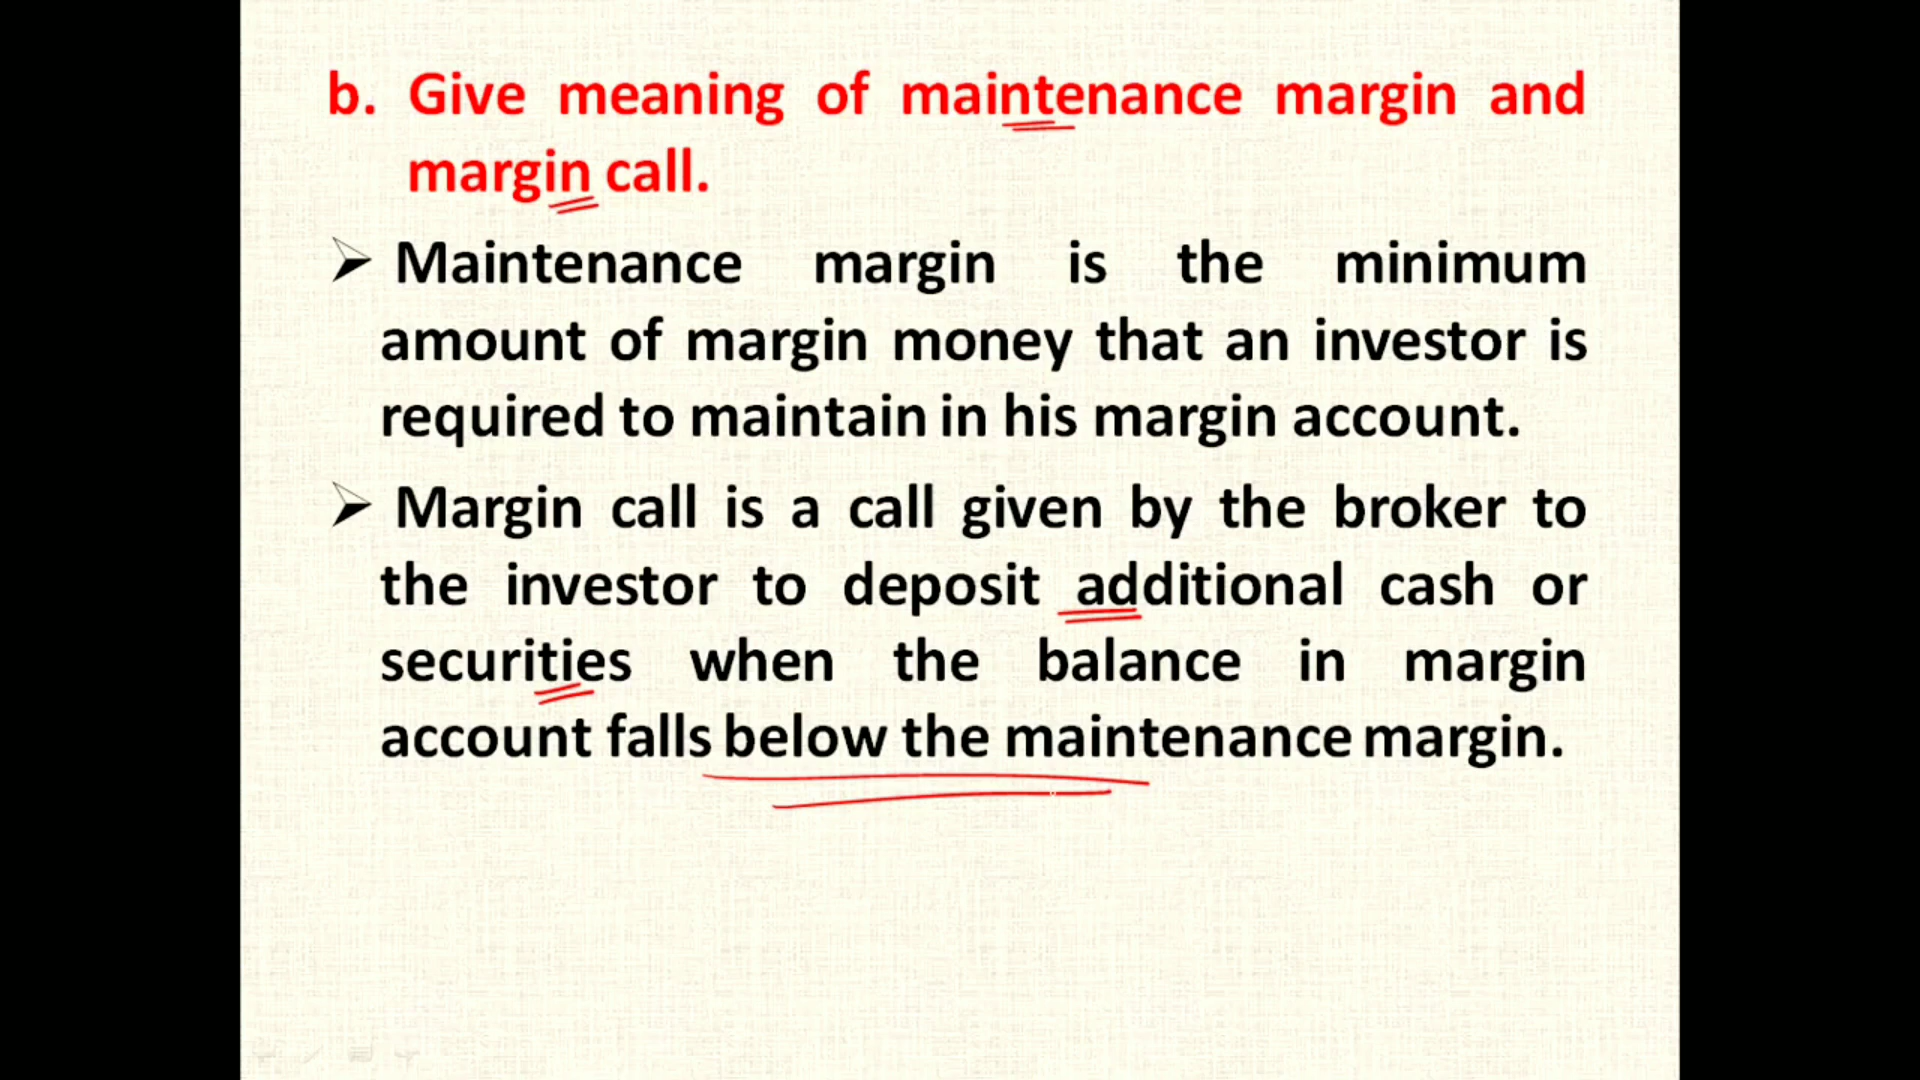 b. Give meaning of maintenance margin and
margin call.
➢ Maintenance margin is the minimum
amount of margin money that an investor is
required to maintain in his margin account.
➢ Margin call is a call given by the broker to
the investor to deposit additional cash or
securities when the balance in margin
account falls below the maintenance margin.